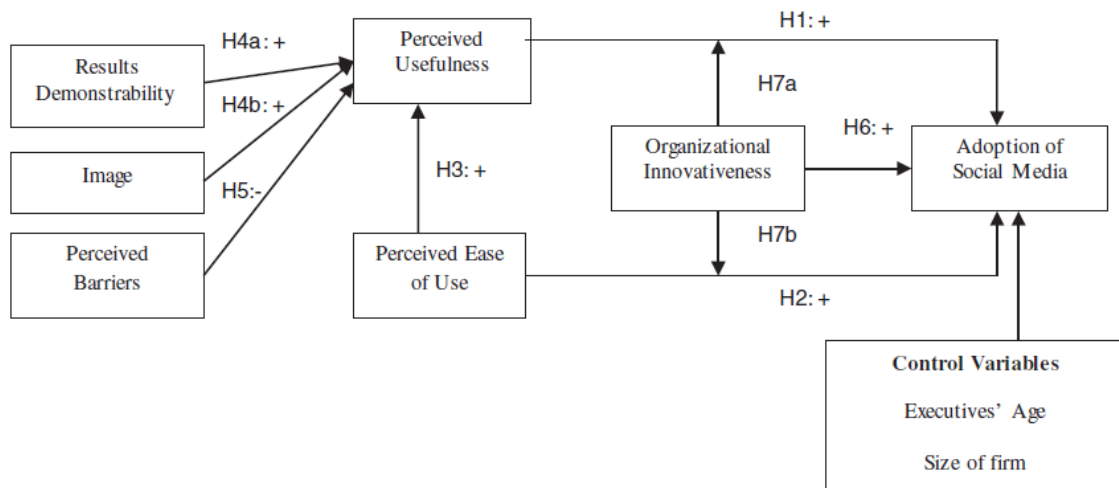 H4a: +
Results
Demonstrability
H4b: +
Image
H5:-
Perceived
Barriers
Perceived
Usefulness
H3: +
Perceived Ease
of Use
H1: +
H7a
Organizational
Innovativeness
H6: +
H7b
H2: +
Adoption of
Social Media
Control Variables
Executives’ Age
Size of firm